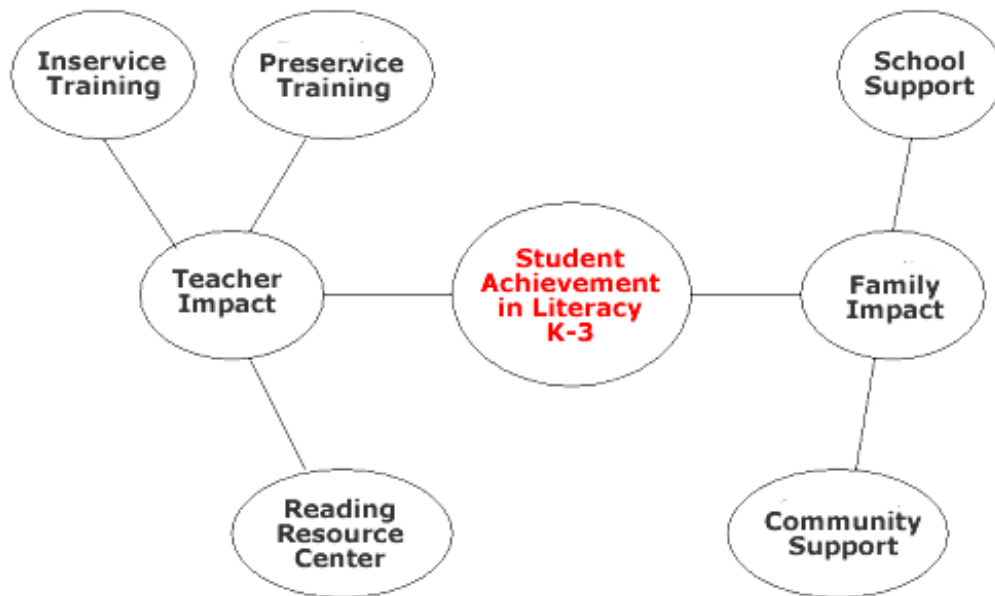 Inservice
Training
Preservice
Training
School
Support
Teacher
Impact
Student
Achievement
in Literacy
K-3
Family
Impact
Reading
Resource
Center
Community
Support